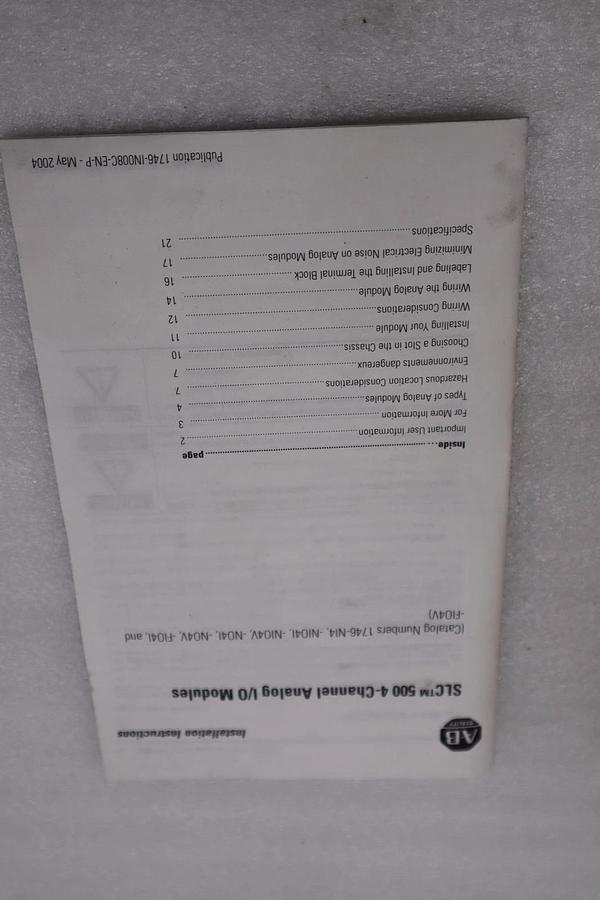 AB
QUALITY
Installation Instructions
SLC™ 500 4-Channel Analog I/O Modules
(Catalog Numbers 1746-NI4, -NIO4I, -NIO4V, -NO4I, -NO4V, -FIO4I, and
-FIO4V)
Inside... page
Important User Information 2
For More Information 3
Types of Analog Modules 4
Hazardous Location Considerations 7
Environnements dangereux 7
Choosing a Slot in the Chassis 10
Installing Your Module 11
Wiring Considerations 12
Wiring the Analog Module 14
Labeling and Installing the Terminal Block 16
Minimizing Electrical Noise on Analog Modules 17
Specifications 21
Publication 1746-IN008C-EN-P - May 2004